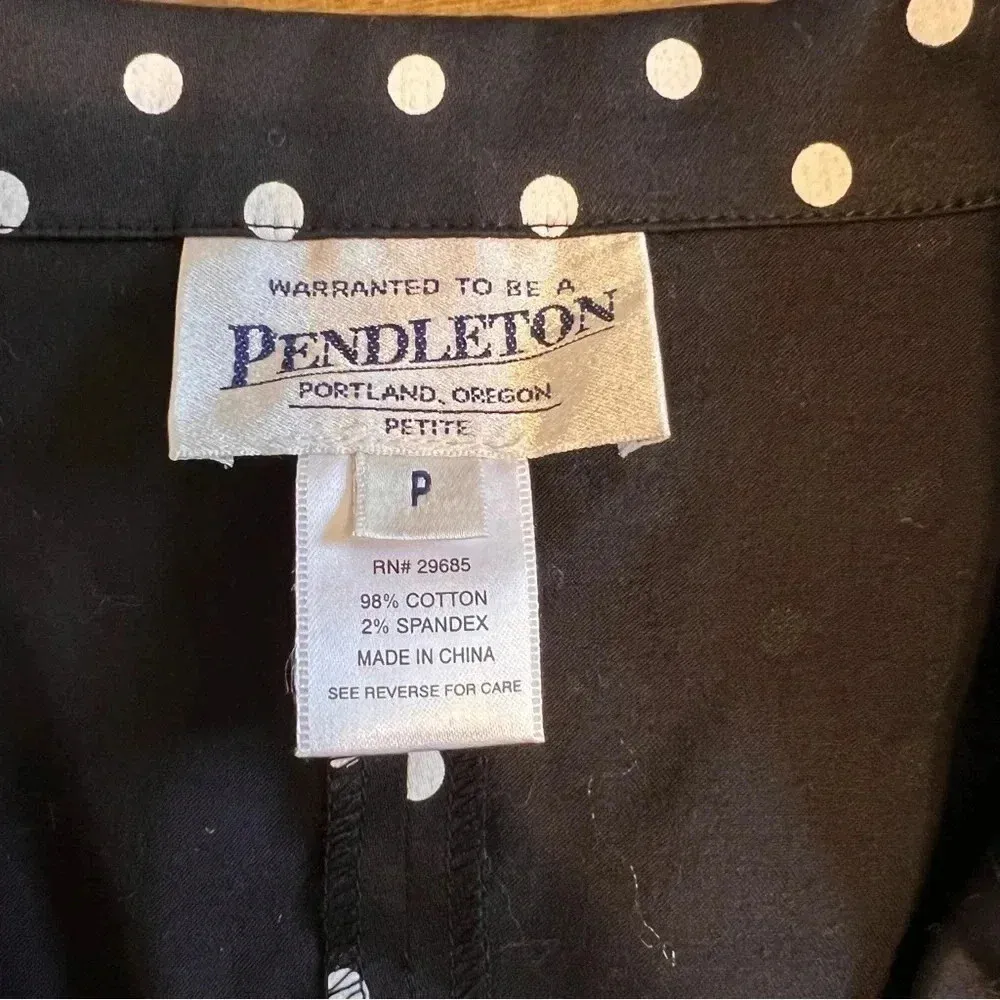 WARRANTED TO BE A
PENDLETON
PORTLAND, OREGON
PETITE
P
RN# 29685
98% COTTON
2% SPANDEX
MADE IN CHINA
SEE REVERSE FOR CARE